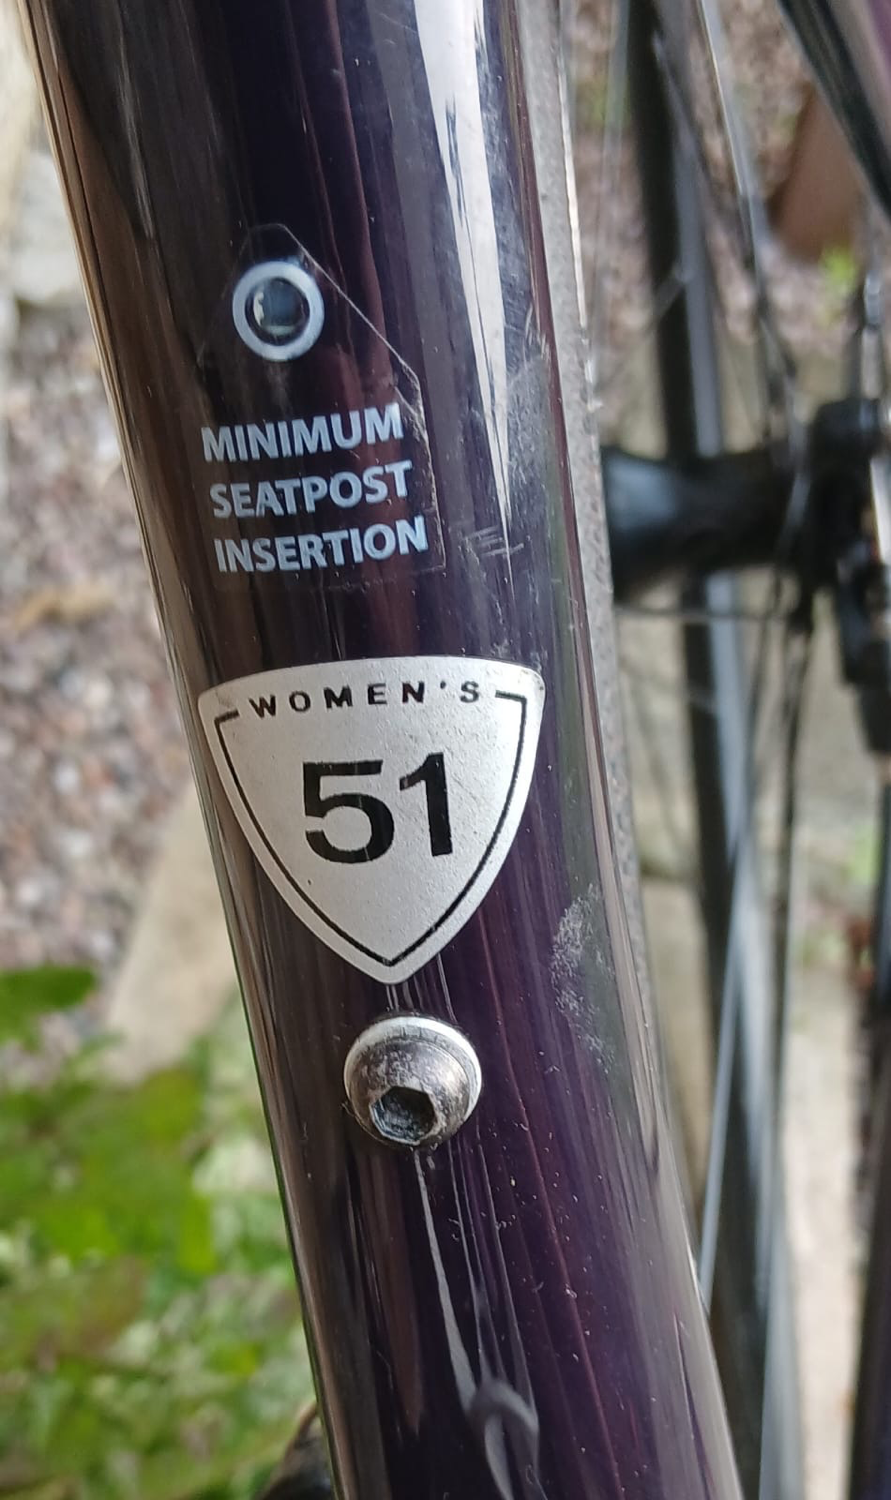 MINIMUM
SEATPOST
INSERTION
WOMEN'S
51